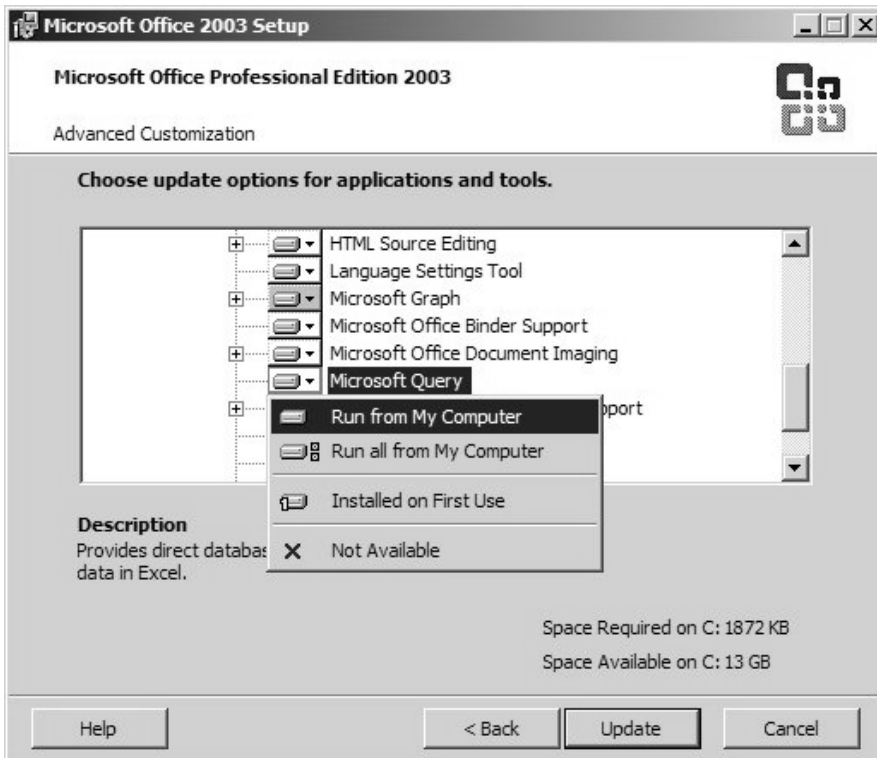 Microsoft Office 2003 Setup
Microsoft Office Professional Edition 2003
Advanced Customization
Choose update options for applications and tools.
HTML Source Editing
Language Settings Tool
Microsoft Graph
Microsoft Office Binder Support
Microsoft Office Document Imaging
Microsoft Query
Run from My Computer
Run all from My Computer
Installed on First Use
Not Available
Description
Provides direct
data in Excel.
Space Required on C: 1872 KB
Space Available on C: 13 GB
Help
< Back
Update
Cancel